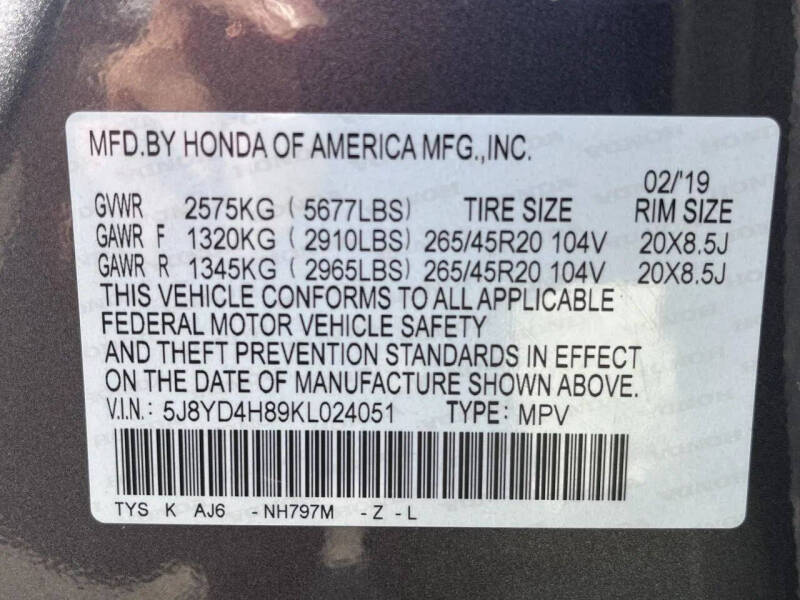 MFD.BY HONDA OF AMERICA MFG.,INC.
02/'19
GVWR 2575KG ( 5677LBS) TIRE SIZE RIM SIZE
GAWR F 1320KG ( 2910LBS) 265/45R20 104V 20X8.5J
GAWR R 1345KG ( 2965LBS) 265/45R20 104V 20X8.5J
THIS VEHICLE CONFORMS TO ALL APPLICABLE
FEDERAL MOTOR VEHICLE SAFETY
AND THEFT PREVENTION STANDARDS IN EFFECT
ON THE DATE OF MANUFACTURE SHOWN ABOVE.
V.I.N.: 5J8YD4H89KL024051 TYPE: MPV
TYS K AJ6 - NH797M - Z - L